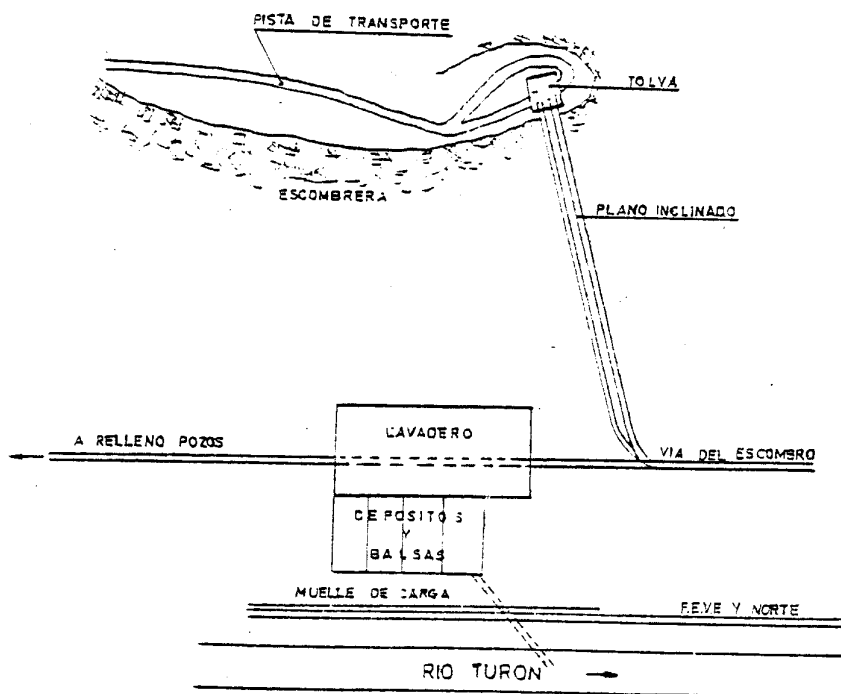 PISTA DE TRANSPORTE
TOLVA
ESCOMBRERA
PLANO INCLINADO
LAVADERO
A RELLENO POZOS
VIA DEL ESCOMBRO
DEPOSITOS
Y
BALSAS
MUELLE DE CARGA
F.E.V.E Y NORTE
RIO TURON